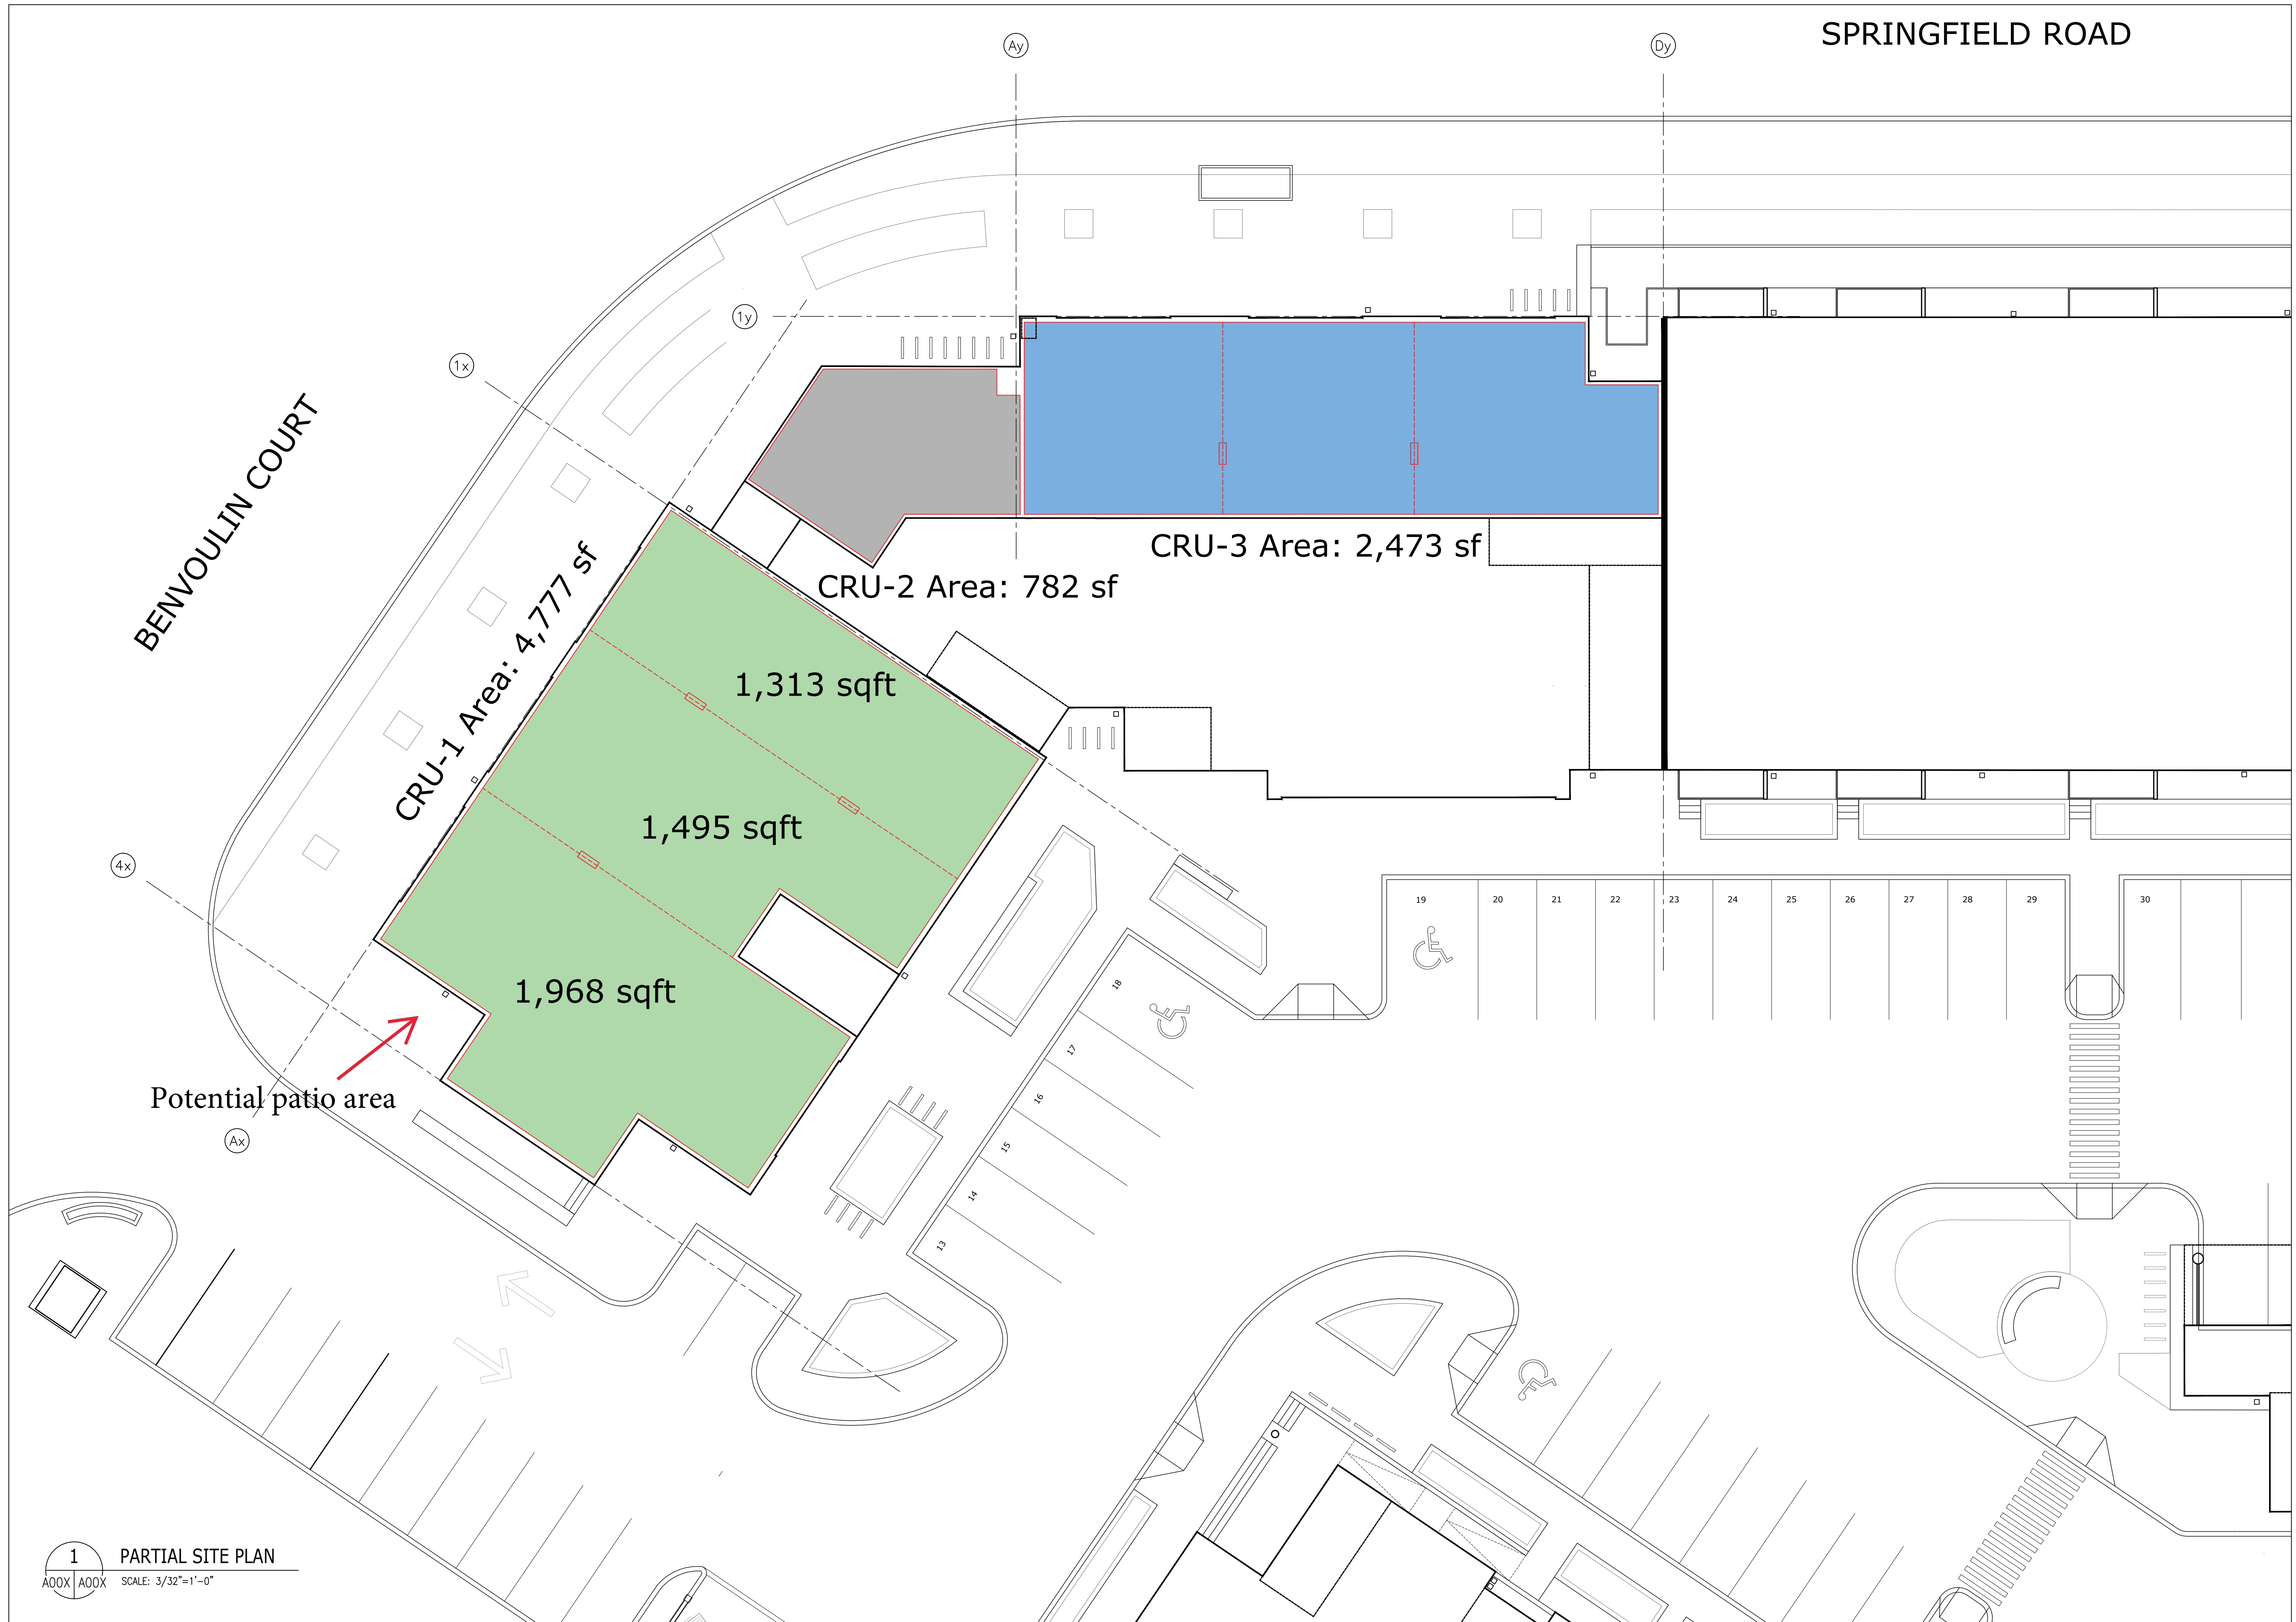 SPRINGFIELD ROAD
Ay
Dy
1y
1x
BENVOULIN COURT
CRU-3 Area: 2,473 sf
CRU-2 Area: 782 sf
CRU-1 Area: 4,777 sf
1,313 sqft
1,495 sqft
4x
1,968 sqft
Potential patio area
Ax
19
20
21
22
23
24
25
26
27
28
29
30
18
17
16
15
14
13
1
A00X
A00X
PARTIAL SITE PLAN
SCALE: 3/32"=1'-0"